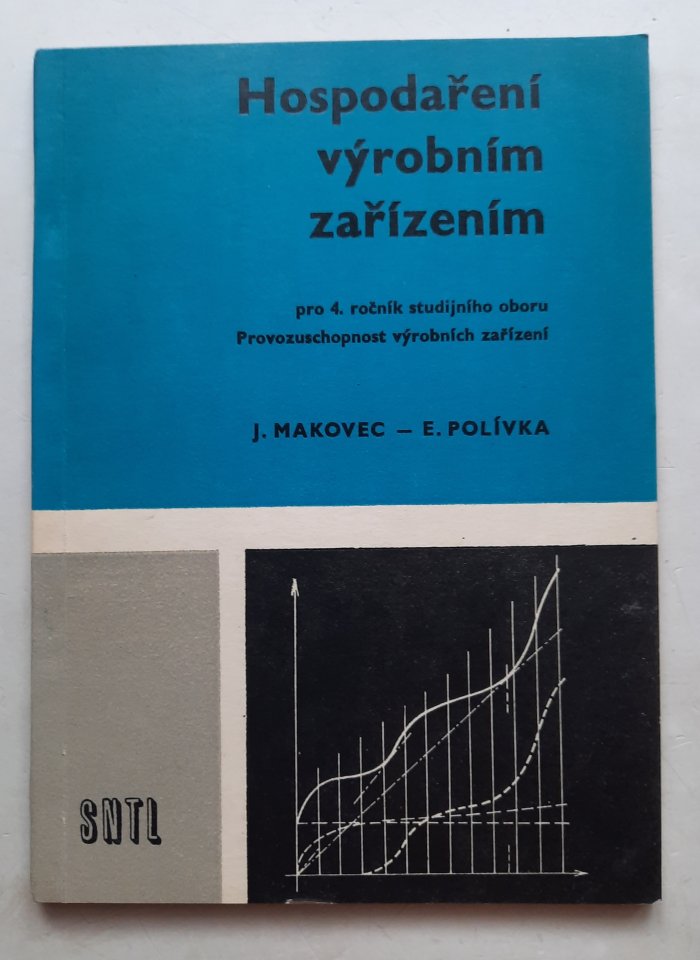 Hospodaření
výrobním
zařízením
pro 4. ročník studijního oboru
Provozuschopnost výrobních zařízení
J. MAKOVEC – E. POLÍVKA
SNTL